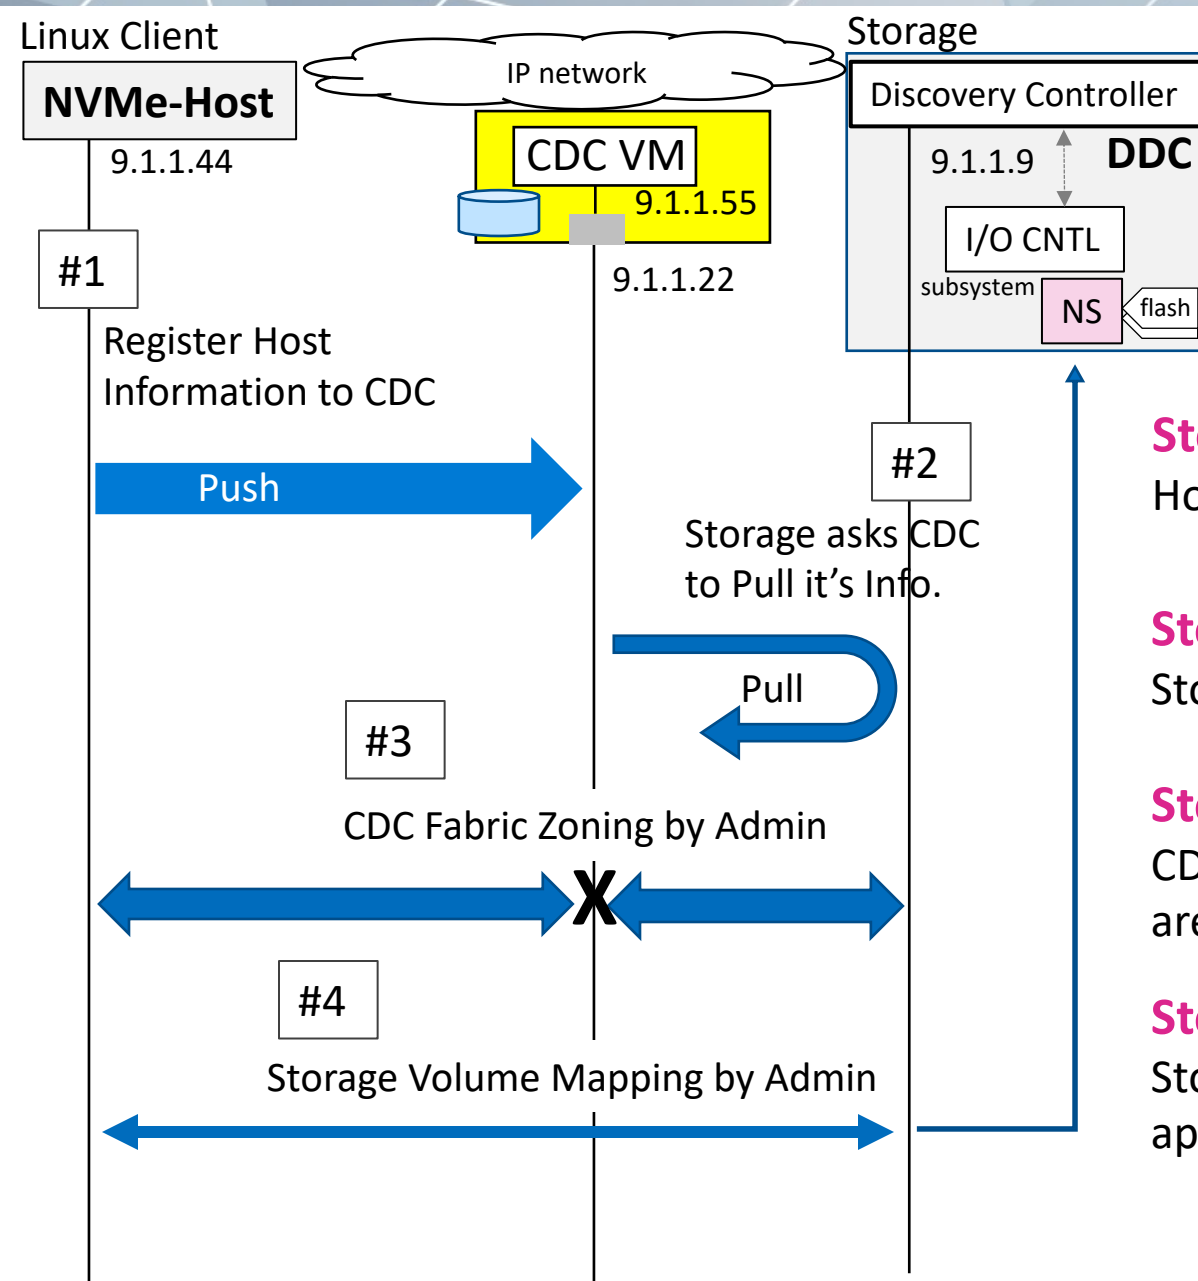 Linux Client
NVMe-Host
9.1.1.44
IP network
CDC VM
9.1.1.55
9.1.1.22
Storage
Discovery Controller
9.1.1.9
DDC
I/O CNTL
subsystem
NS
flash
#1
Register Host
Information to CDC
Push
#2
Storage asks CDC
to Pull it's Info.
Pull
#3
CDC Fabric Zoning by Admin
X
#4
Storage Volume Mapping by Admin